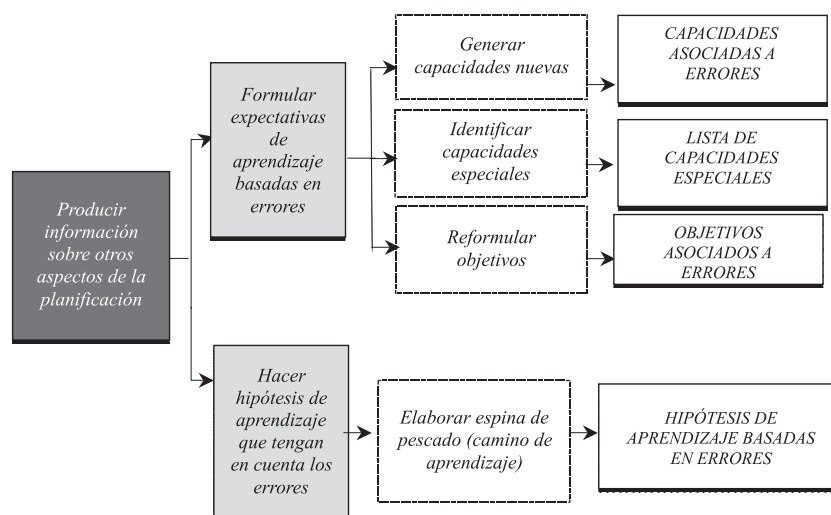 Producir
información
sobre otros
aspectos de la
planificación
Formular
expectativas
de
aprendizaje
basadas en
errores
Generar
capacidades nuevas
CAPACIDADES
ASOCIADAS A
ERRORES
Identificar
capacidades
especiales
LISTA DE
CAPACIDADES
ESPECIALES
Reformular
objetivos
OBJETIVOS
ASOCIADOS A
ERRORES
Hacer
hipótesis de
aprendizaje
que tengan
en cuenta los
errores
Elaborar espina de
pescado (camino de
aprendizaje)
HIPÓTESIS DE
APRENDIZAJE BASADAS
EN ERRORES